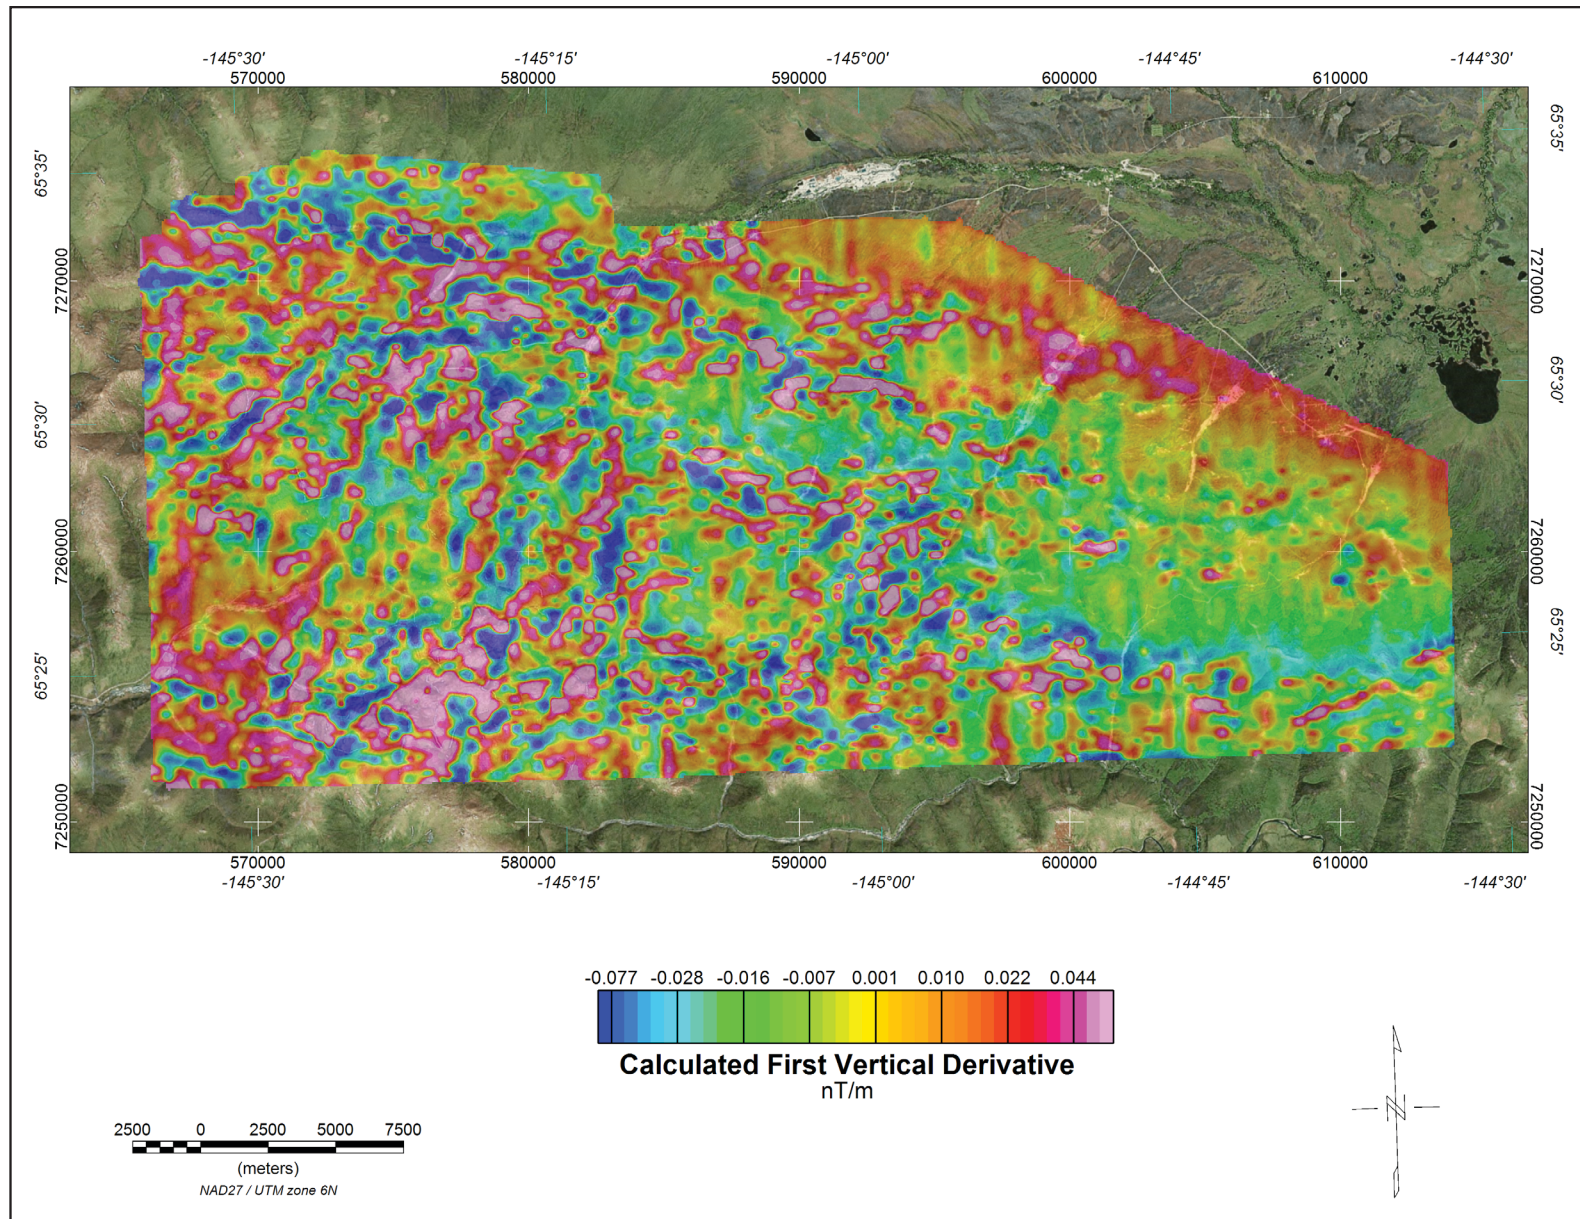 -145°30' -145°15' -145°00' -144°45' -144°30'
570000 580000 590000 600000 610000
65°35' 65°35'
7270000 7270000
65°30' 65°30'
7260000 7260000
65°25' 65°25'
7250000 7250000
570000 580000 590000 600000 610000
-145°30' -145°15' -145°00' -144°45' -144°30'
-0.077 -0.028 -0.016 -0.007 0.001 0.010 0.022 0.044
Calculated First Vertical Derivative
nT/m
2500 0 2500 5000 7500
(meters)
NAD27 / UTM zone 6N
N